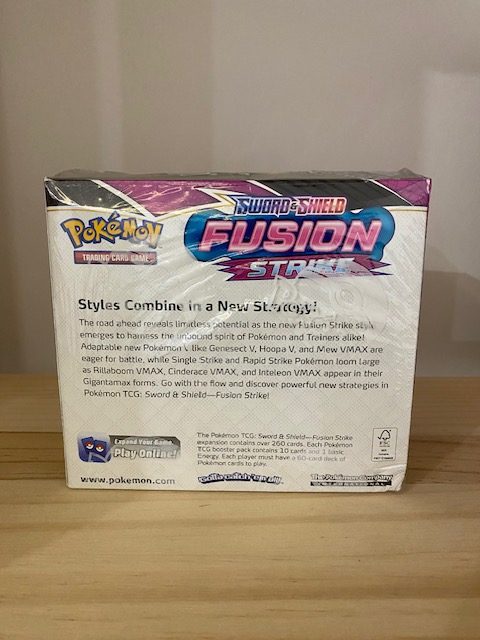 SWORD & SHIELD
Pokémon
FUSION
TRADING CARD GAME
STRIKE
Styles Combine in a New Strategy!
The road ahead reveals limitless potential as the new Fusion Strike style
emerges to harness the unbound spirit of Pokémon and Trainers alike!
Adaptable new Pokémon V like Genesect V, Hoopa V, and Mew VMAX are
eager for battle, while Single Strike and Rapid Strike Pokémon loom large
as Rillaboom VMAX, Cinderace VMAX, and Inteleon VMAX appear in their
Gigantamax forms. Go with the flow and discover powerful new strategies in
Pokémon TCG: Sword & Shield—Fusion Strike!
Expand Your Game.
Play Online!
The Pokémon TCG: Sword & Shield—Fusion Strike
expansion contains over 260 cards. Each Pokémon
TCG booster pack contains 10 cards and 1 basic
Energy. Each player must have a 60-card deck of
Pokémon cards to play.
FSC
www.pokemon.com
Gotta catch 'em all!
The Pokémon Company
INTERNATIONAL